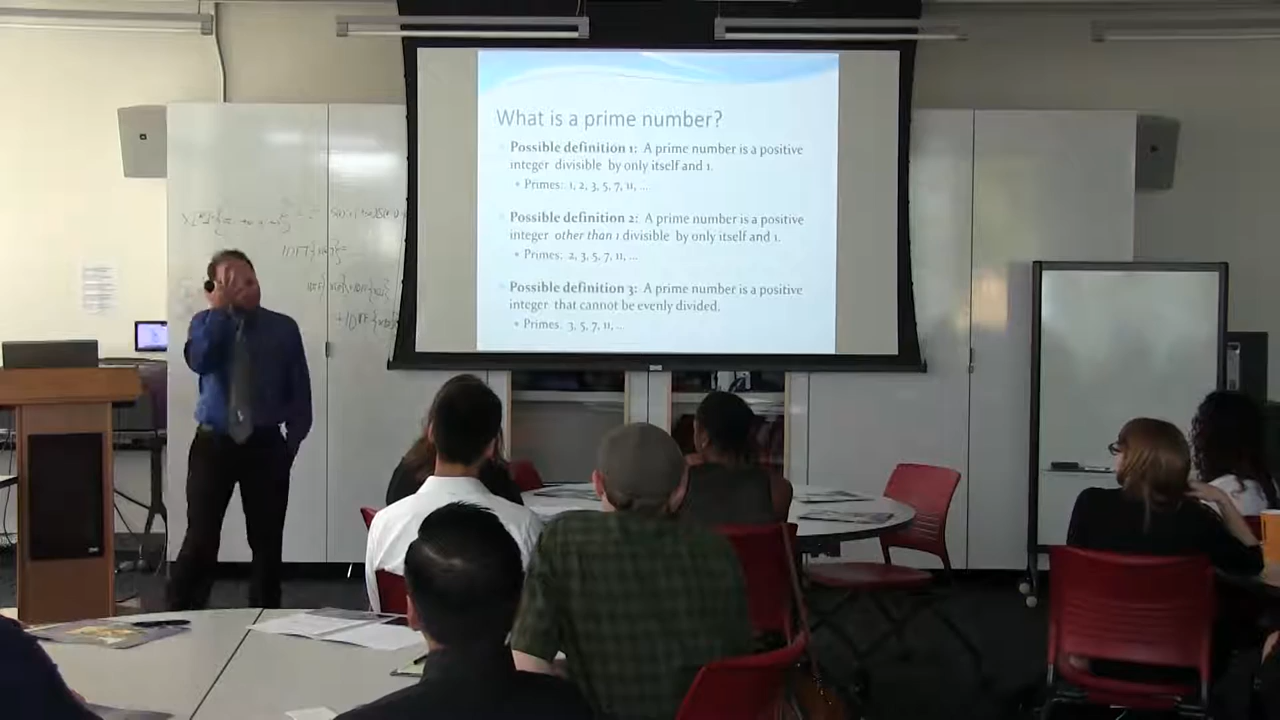 What is a prime number?
Possible definition 1: A prime number is a positive
integer divisible by only itself and 1.
Primes: 1, 2, 3, 5, 7, 11, ...
Possible definition 2: A prime number is a positive
integer other than 1 divisible by only itself and 1.
Primes: 2, 3, 5, 7, 11, ...
Possible definition 3: A prime number is a positive
integer that cannot be evenly divided.
Primes: 3, 5, 7, 11, ...